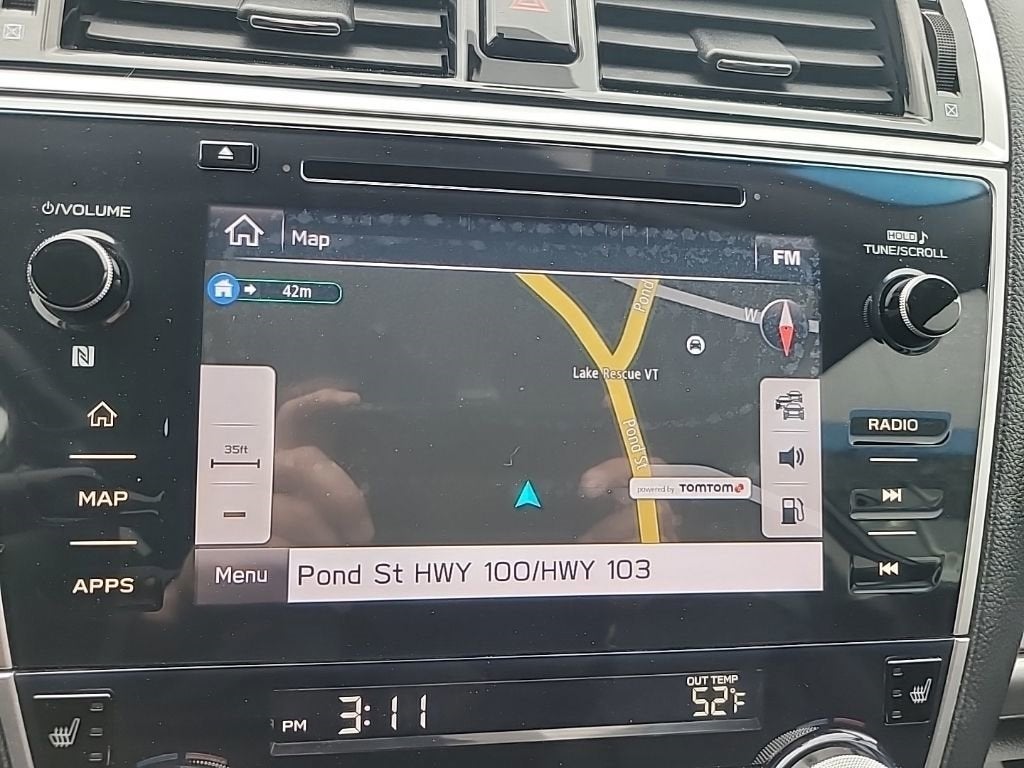 ⏻/VOLUME
HOLD ♪
TUNE/SCROLL
Map
FM
42m
Pond
W
Lake Rescue VT
35ft
Pond St
powered by TOMTOM
RADIO
MAP
APPS
Menu
Pond St HWY 100/HWY 103
PM 3:11
OUT TEMP
52°F